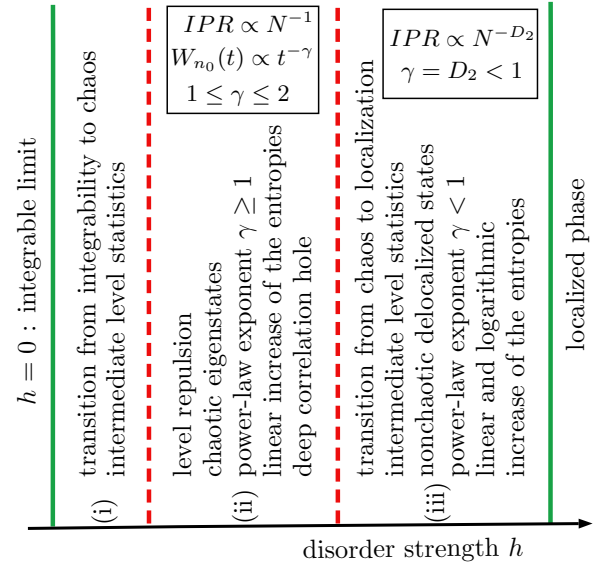 h = 0 : integrable limit
transition from integrability to chaos
intermediate level statistics
(i)
IPR ∝ N^{-1}
W_{n_0}(t) ∝ t^{-γ}
1 ≤ γ ≤ 2
level repulsion
chaotic eigenstates
power-law exponent γ ≥ 1
linear increase of the entropies
deep correlation hole
(ii)
IPR ∝ N^{-D_2}
γ = D_2 < 1
transition from chaos to localization
intermediate level statistics
nonchaotic delocalized states
power-law exponent γ < 1
linear and logarithmic
increase of the entropies
(iii)
localized phase
disorder strength h